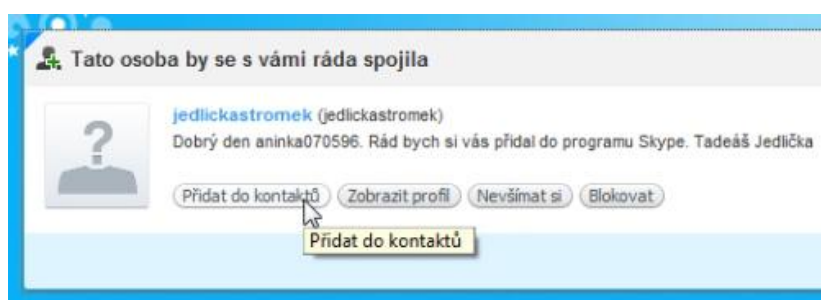 Tato osoba by se s vámi ráda spojila
jedlickastromek (jedlickastromek)
Dobrý den aninka070596. Rád bych si vás přidal do programu Skype. Tadeáš Jedlička
Přidat do kontaktů Zobrazit profil Nevšímat si Blokovat
Přidat do kontaktů